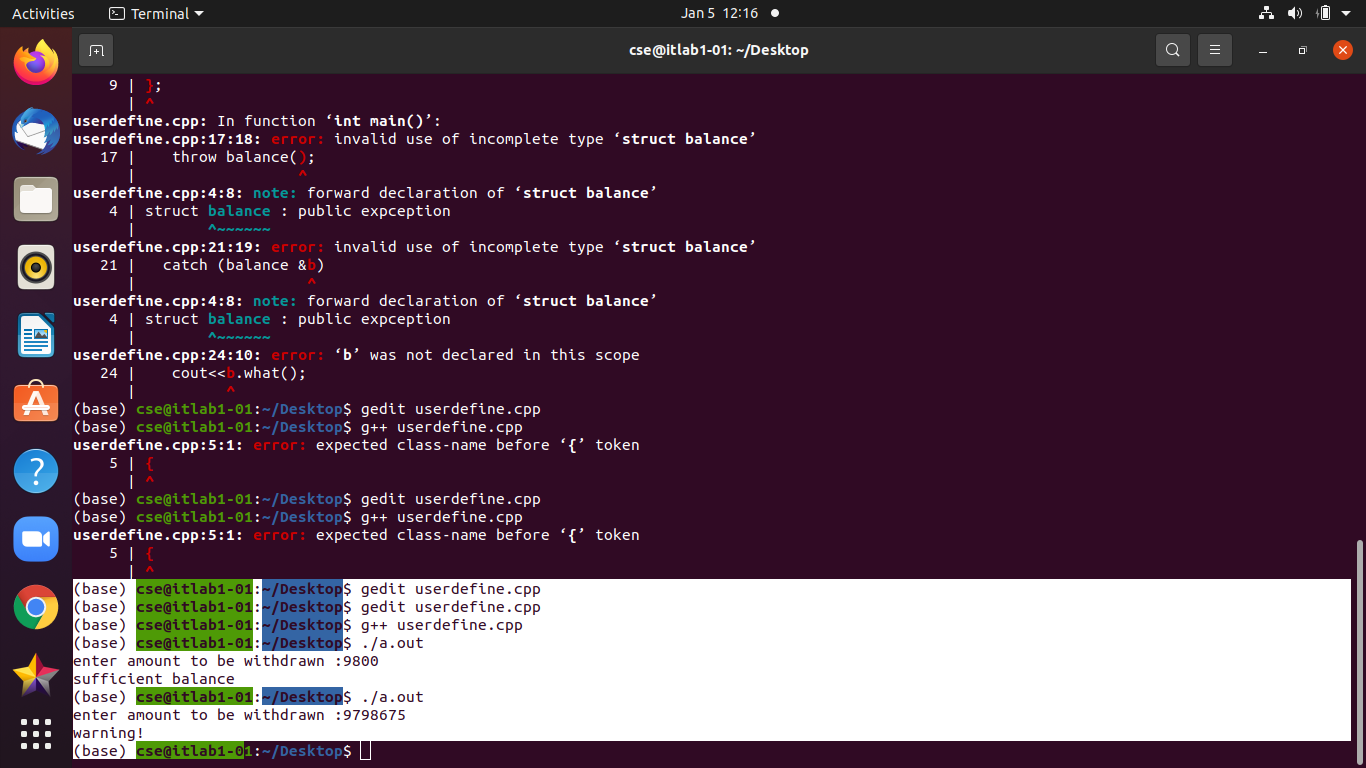 Activities
Terminal
Jan 5 12:16
cse@itlab1-01: ~/Desktop
9 | };
| ^
userdefine.cpp: In function ‘int main()’:
userdefine.cpp:17:18: error: invalid use of incomplete type ‘struct balance’
17 | throw balance();
| ^
userdefine.cpp:4:8: note: forward declaration of ‘struct balance’
4 | struct balance : public expception
| ^~~~~~~
userdefine.cpp:21:19: error: invalid use of incomplete type ‘struct balance’
21 | catch (balance &b)
| ^
userdefine.cpp:4:8: note: forward declaration of ‘struct balance’
4 | struct balance : public expception
| ^~~~~~~
userdefine.cpp:24:10: error: ‘b’ was not declared in this scope
24 | cout<<b.what();
| ^
(base) cse@itlab1-01:~/Desktop$ gedit userdefine.cpp
(base) cse@itlab1-01:~/Desktop$ g++ userdefine.cpp
userdefine.cpp:5:1: error: expected class-name before ‘{’ token
5 | {
| ^
(base) cse@itlab1-01:~/Desktop$ gedit userdefine.cpp
(base) cse@itlab1-01:~/Desktop$ g++ userdefine.cpp
userdefine.cpp:5:1: error: expected class-name before ‘{’ token
5 | {
| ^
(base) cse@itlab1-01:~/Desktop$ gedit userdefine.cpp
(base) cse@itlab1-01:~/Desktop$ gedit userdefine.cpp
(base) cse@itlab1-01:~/Desktop$ g++ userdefine.cpp
(base) cse@itlab1-01:~/Desktop$ ./a.out
enter amount to be withdrawn :9800
sufficient balance
(base) cse@itlab1-01:~/Desktop$ ./a.out
enter amount to be withdrawn :9798675
warning!
(base) cse@itlab1-01:~/Desktop$